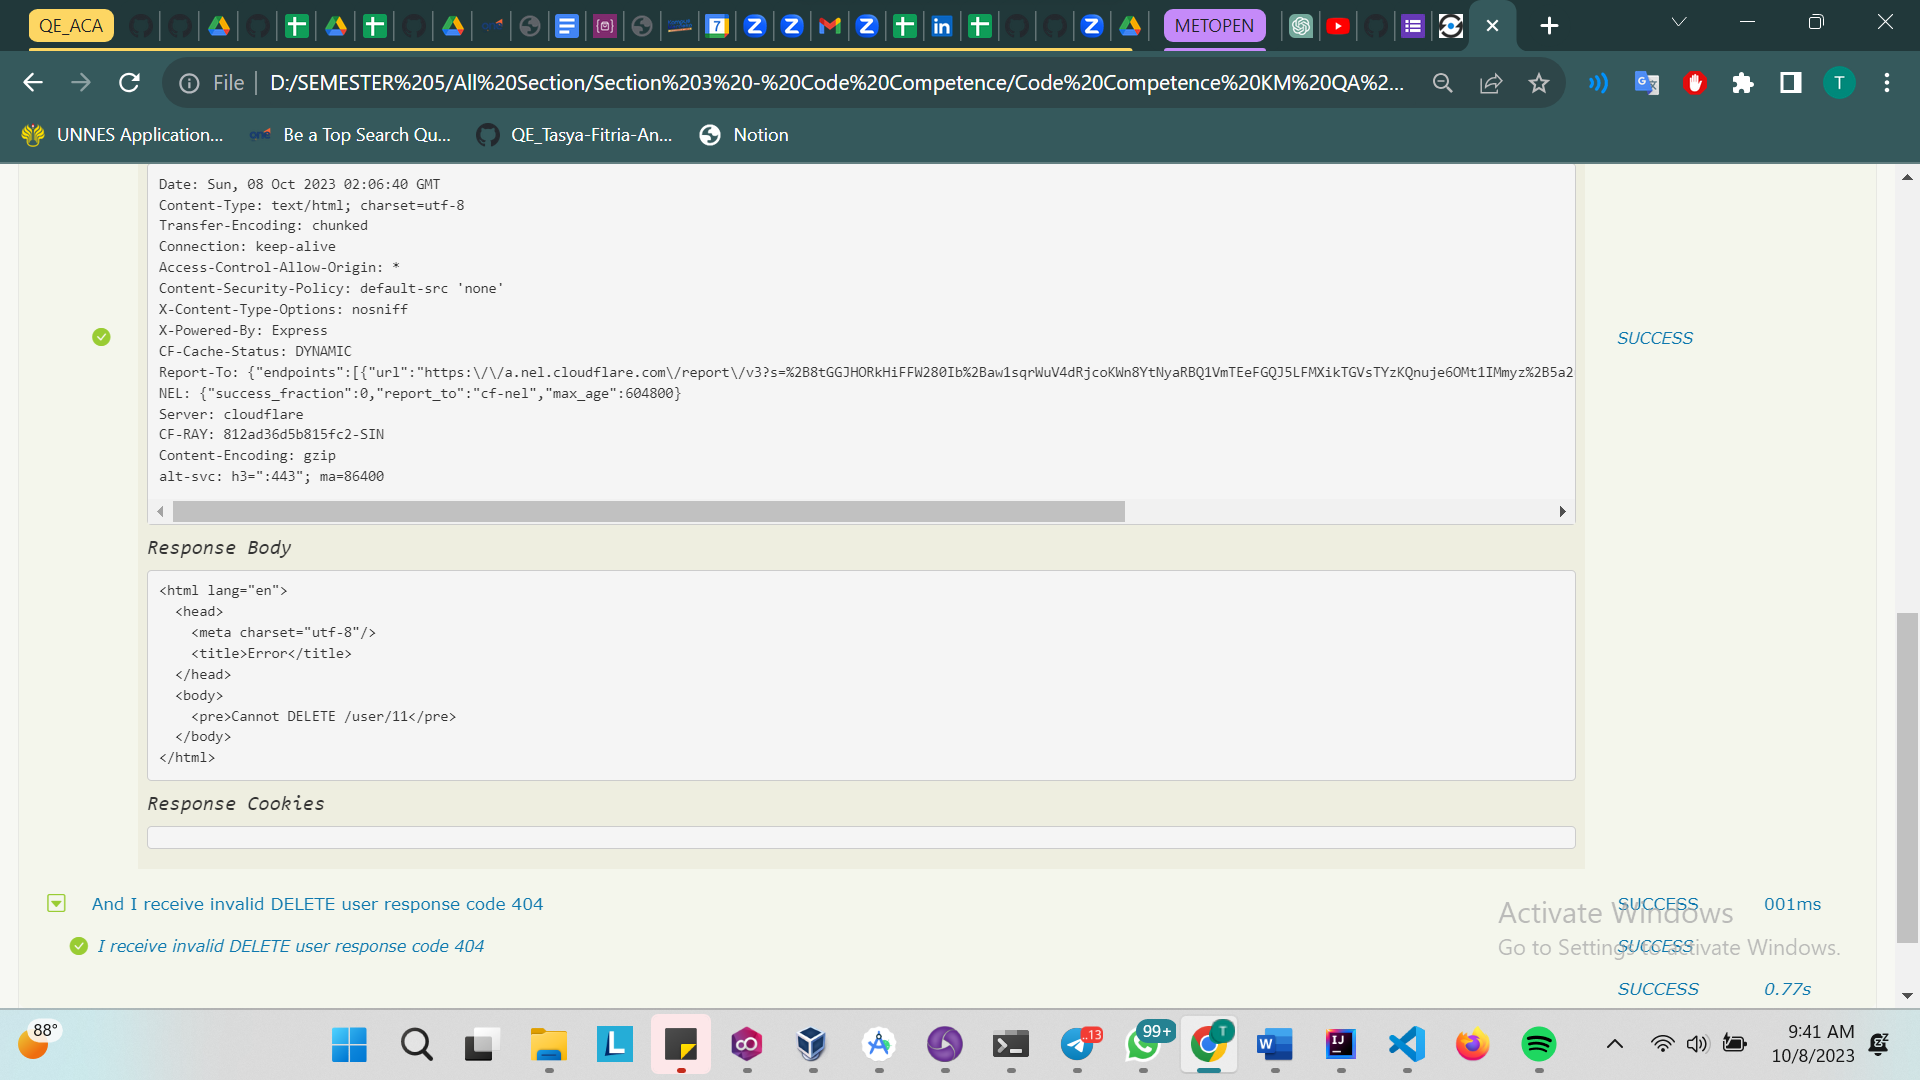 QE_ACA
METOPEN
File
D:/SEMESTER%205/All%20Section/Section%203%20-%20Code%20Competence/Code%20Competence%20KM%20QA%2...
T
UNNES Application...
Be a Top Search Qu...
QE_Tasya-Fitria-An...
Notion
Date: Sun, 08 Oct 2023 02:06:40 GMT
Content-Type: text/html; charset=utf-8
Transfer-Encoding: chunked
Connection: keep-alive
Access-Control-Allow-Origin: *
Content-Security-Policy: default-src 'none'
X-Content-Type-Options: nosniff
X-Powered-By: Express
CF-Cache-Status: DYNAMIC
Report-To: {"endpoints":[{"url":"https:\/\/a.nel.cloudflare.com\/report\/v3?s=%2B8tGGJHORkHiFFW280Ib%2Baw1sqrWuV4dRjcoKWn8YtNyaRBQ1VmTEeFGQJ5LFMXikTGVsTYzKQnuje6OMt1IMmyz%2B5a2
NEL: {"success_fraction":0,"report_to":"cf-nel","max_age":604800}
Server: cloudflare
CF-RAY: 812ad36d5b815fc2-SIN
Content-Encoding: gzip
alt-svc: h3=":443"; ma=86400
SUCCESS
Response Body
<html lang="en">
<head>
<meta charset="utf-8"/>
<title>Error</title>
</head>
<body>
<pre>Cannot DELETE /user/11</pre>
</body>
</html>
Response Cookies
And I receive invalid DELETE user response code 404
SUCCESS
001ms
I receive invalid DELETE user response code 404
SUCCESS
SUCCESS
0.77s
Activate Windows
Go to Settings to activate Windows.
88°
13
99+
T
9:41 AM
10/8/2023